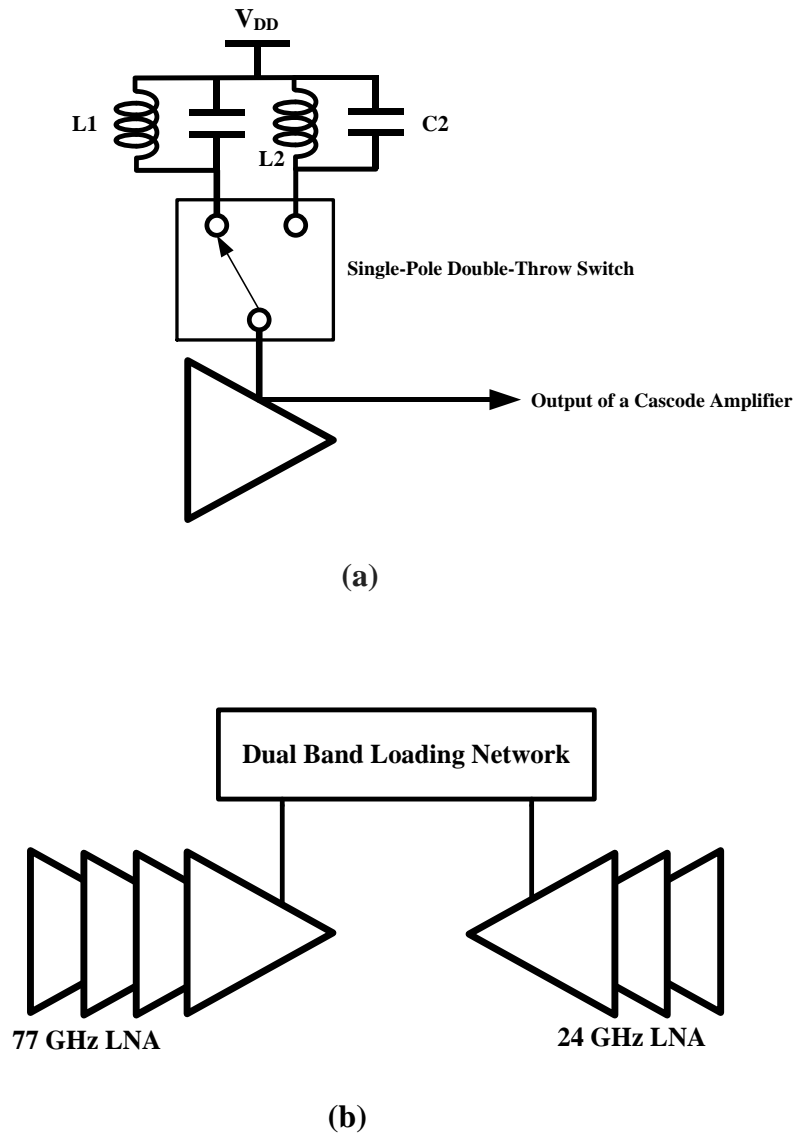 V_DD
L1
L2
C2
Single-Pole Double-Throw Switch
Output of a Cascode Amplifier
(a)
Dual Band Loading Network
77 GHz LNA
24 GHz LNA
(b)